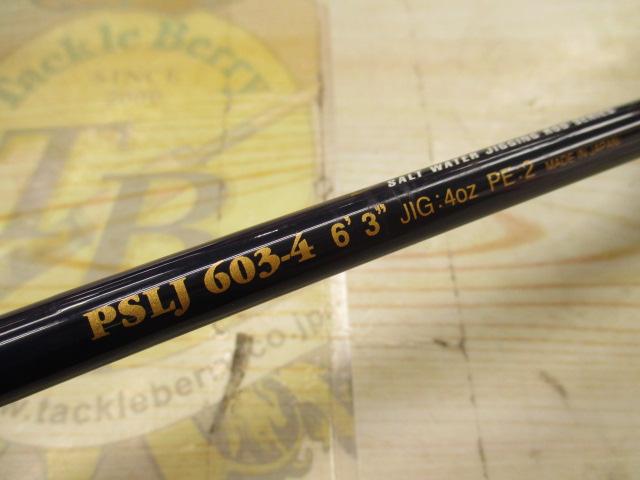 Tackle Berry
SINCE
TB
SALT WATER JIGGING ROD SERIES
PSLJ 603-4 6' 3" JIG:4oz PE:2 MADE IN JAPAN
www.tackleberry.co.jp